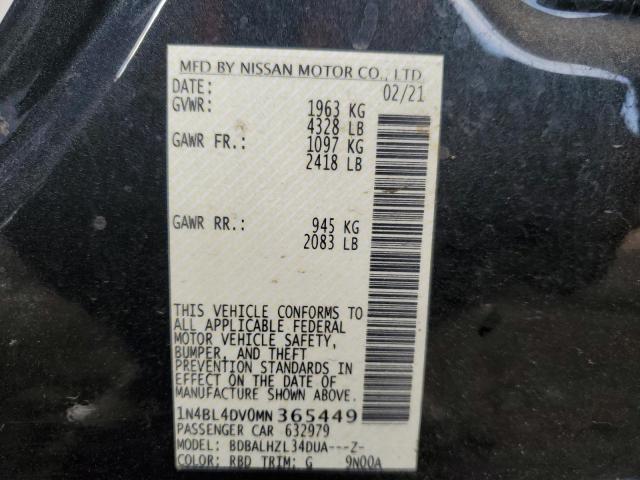 MFD BY NISSAN MOTOR CO., LTD
DATE: 02/21
GVWR: 1963 KG
4328 LB
GAWR FR.: 1097 KG
2418 LB
GAWR RR.: 945 KG
2083 LB
THIS VEHICLE CONFORMS TO
ALL APPLICABLE FEDERAL
MOTOR VEHICLE SAFETY,
BUMPER, AND THEFT
PREVENTION STANDARDS IN
EFFECT ON THE DATE OF
MANUFACTURE SHOWN ABOVE.
1N4BL4DV0MN365449
PASSENGER CAR 632979
MODEL: BDBALHZL34DUA---Z-
COLOR: RBD TRIM: G 9N00A